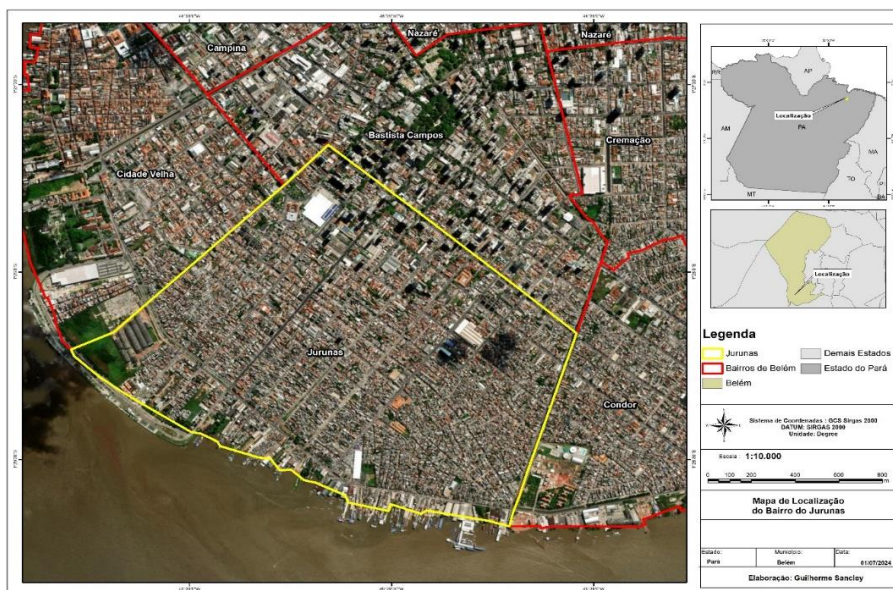 Campina
Nazaré
Nazaré
Bastista Campos
Cremação
Cidade Velha
Jurunas
Condor
RR
AP
Localização
AM
PA
MA
TO
MT
Localização
Legenda
Jurunas
Demais Estados
Bairros de Belém
Estado do Pará
Belém
Sistema de Coordenadas : GCS Sirgas 2000
DATUM: SIRGAS 2000
Unidade: Degree
Escala : 1:10.000
0 100 200 400 600 800
m
Mapa de Localização
do Bairro do Jurunas
Estado: Município: Data:
Pará Belém 01/07/2024
Elaboração: Guilherme Sancley